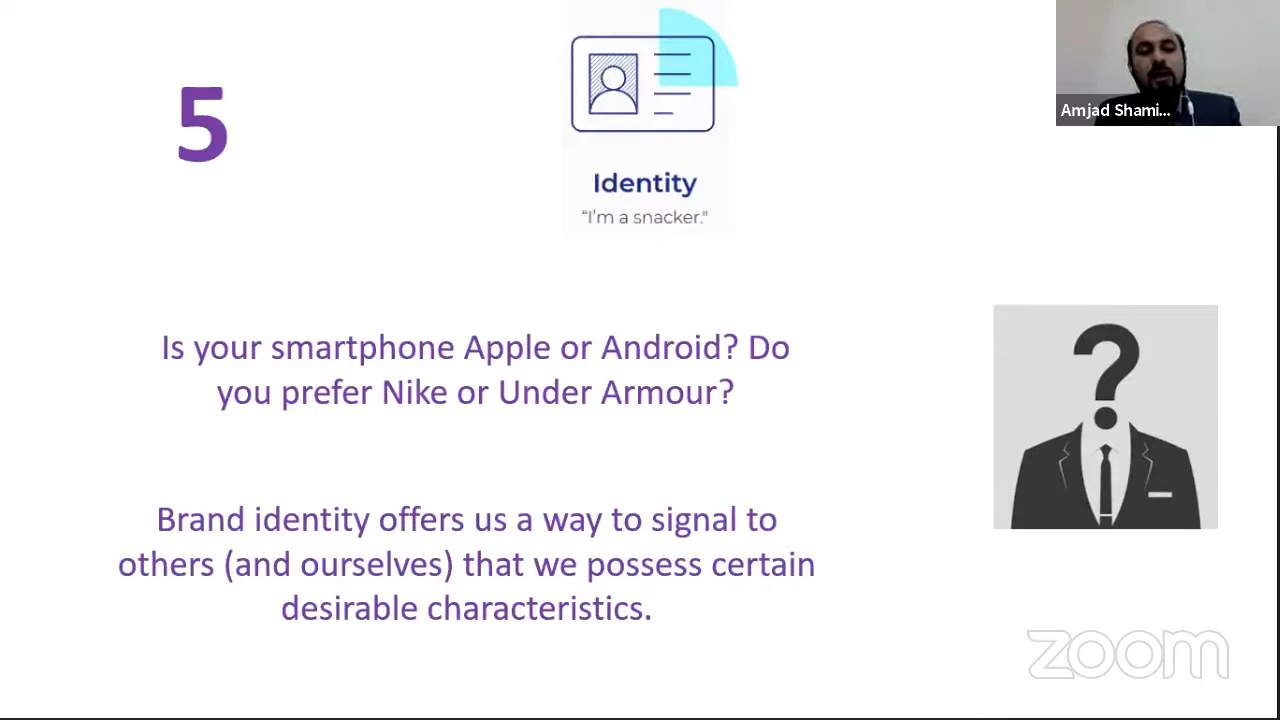 5
Identity
"I'm a snacker."
Amjad Shami...
Is your smartphone Apple or Android? Do
you prefer Nike or Under Armour?
?
Brand identity offers us a way to signal to
others (and ourselves) that we possess certain
desirable characteristics.
zoom